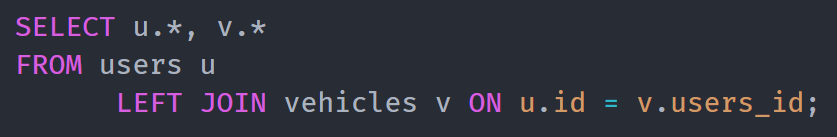 SELECT u.*, v.*
FROM users u
LEFT JOIN vehicles v ON u.id = v.users_id;